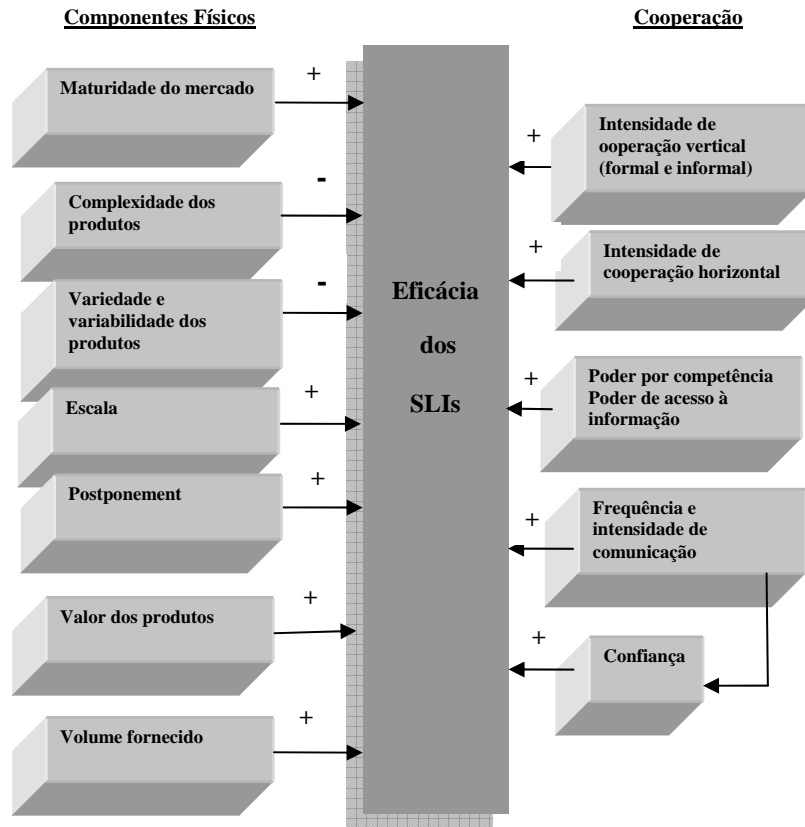 Componentes Físicos
Maturidade do mercado
+
Complexidade dos
produtos
-
Variedade e
variabilidade dos
produtos
-
Escala
+
Postponement
+
Valor dos produtos
+
Volume fornecido
+
Eficácia
dos
SLIs
Cooperação
+
Intensidade de
ooperação vertical
(formal e informal)
+
Intensidade de
cooperação horizontal
+
Poder por competência
Poder de acesso à
informação
+
Frequência e
intensidade de
comunicação
+
Confiança